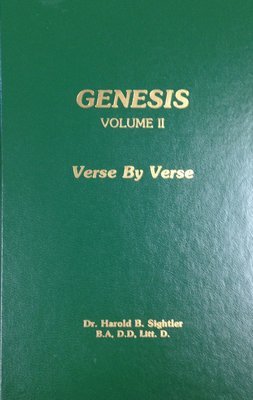 GENESIS
VOLUME II
Verse By Verse
Dr. Harold B. Sightler
B.A, D.D, Litt. D.